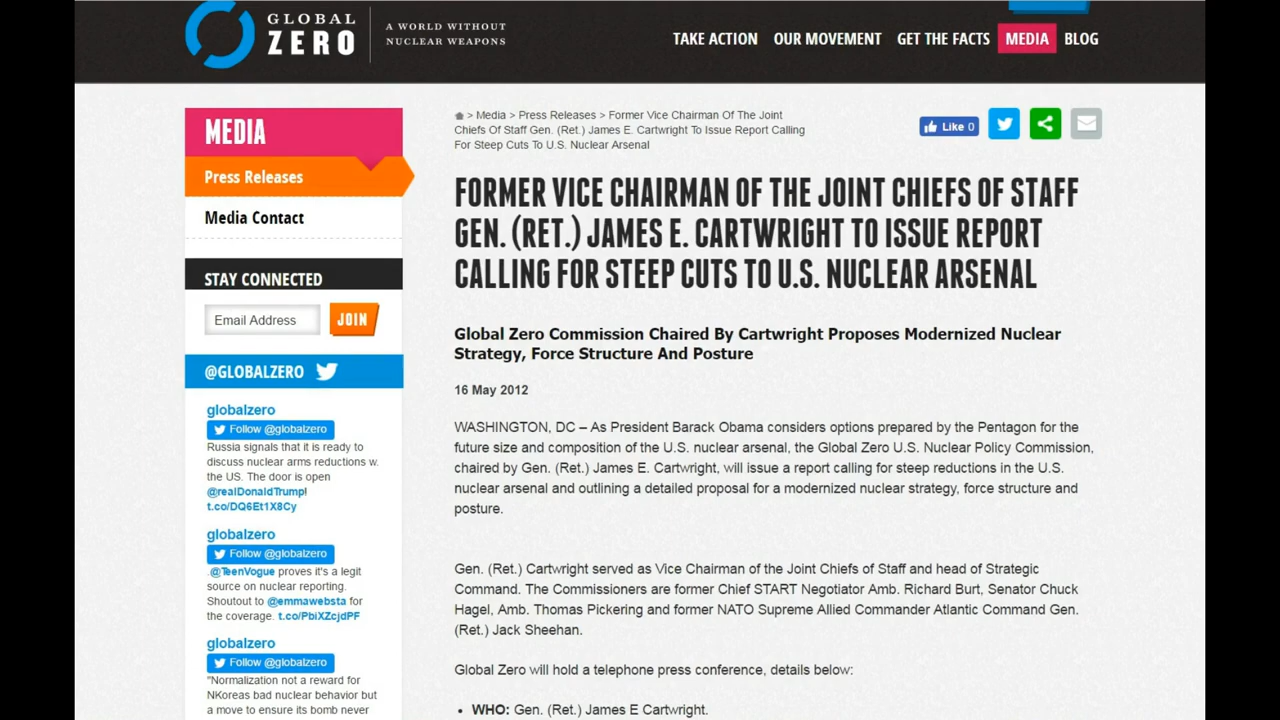 GLOBAL
ZERO
A WORLD WITHOUT
NUCLEAR WEAPONS
TAKE ACTION
OUR MOVEMENT
GET THE FACTS
MEDIA
BLOG
MEDIA
Press Releases
Media Contact
STAY CONNECTED
Email Address
JOIN
@GLOBALZERO
globalzero
Follow @globalzero
Russia signals that it is ready to
discuss nuclear arms reductions w.
the US. The door is open
@realDonaldTrump!
t.co/DQ6Et1X8Cy
globalzero
Follow @globalzero
.@TeenVogue proves it's a legit
source on nuclear reporting.
Shoutout to @emmawebsta for
the coverage. t.co/PbiXZcjdPF
globalzero
Follow @globalzero
"Normalization not a reward for
NKoreas bad nuclear behavior but
a move to ensure its bomb never
> Media > Press Releases > Former Vice Chairman Of The Joint
Chiefs Of Staff Gen. (Ret.) James E. Cartwright To Issue Report Calling
For Steep Cuts To U.S. Nuclear Arsenal
Like 0
FORMER VICE CHAIRMAN OF THE JOINT CHIEFS OF STAFF
GEN. (RET.) JAMES E. CARTWRIGHT TO ISSUE REPORT
CALLING FOR STEEP CUTS TO U.S. NUCLEAR ARSENAL
Global Zero Commission Chaired By Cartwright Proposes Modernized Nuclear
Strategy, Force Structure And Posture
16 May 2012
WASHINGTON, DC – As President Barack Obama considers options prepared by the Pentagon for the
future size and composition of the U.S. nuclear arsenal, the Global Zero U.S. Nuclear Policy Commission,
chaired by Gen. (Ret.) James E. Cartwright, will issue a report calling for steep reductions in the U.S.
nuclear arsenal and outlining a detailed proposal for a modernized nuclear strategy, force structure and
posture.
Gen. (Ret.) Cartwright served as Vice Chairman of the Joint Chiefs of Staff and head of Strategic
Command. The Commissioners are former Chief START Negotiator Amb. Richard Burt, Senator Chuck
Hagel, Amb. Thomas Pickering and former NATO Supreme Allied Commander Atlantic Command Gen.
(Ret.) Jack Sheehan.
Global Zero will hold a telephone press conference, details below:
• WHO: Gen. (Ret.) James E Cartwright.